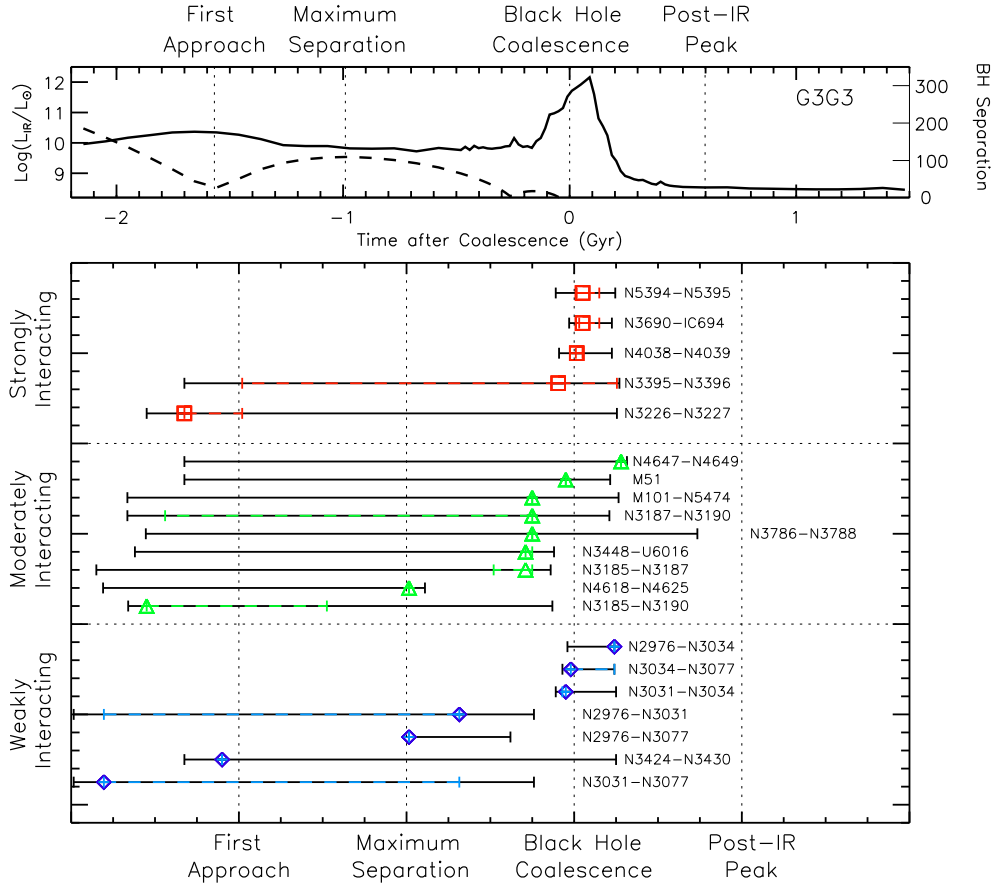 First Approach
Maximum Separation
Black Hole Coalescence
Post-IR Peak
12
11
10
9
Log(L_IR/L_⊙)
G3G3
300
200
100
0
BH Separation
−2
−1
0
1
Time after Coalescence (Gyr)
Strongly Interacting
N5394−N5395
N3690−IC694
N4038−N4039
N3395−N3396
N3226−N3227
Moderately Interacting
N4647−N4649
M51
M101−N5474
N3187−N3190
N3786−N3788
N3448−U6016
N3185−N3187
N4618−N4625
N3185−N3190
Weakly Interacting
N2976−N3034
N3034−N3077
N3031−N3034
N2976−N3031
N2976−N3077
N3424−N3430
N3031−N3077
First Approach
Maximum Separation
Black Hole Coalescence
Post−IR Peak